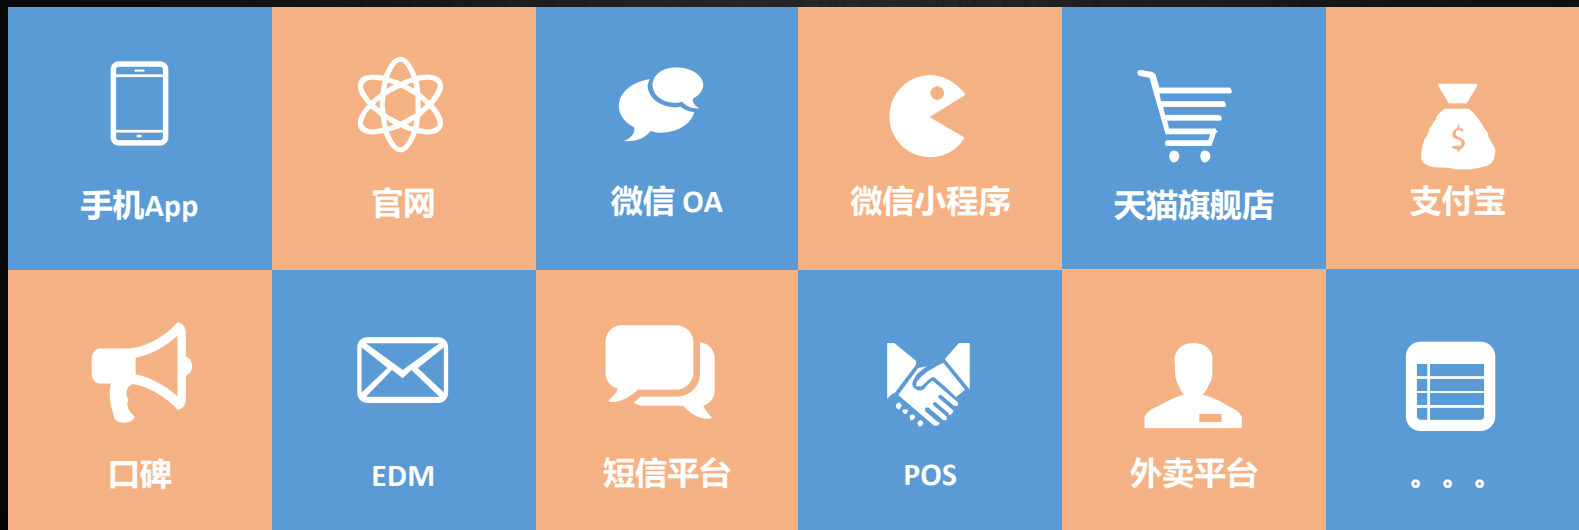 手机App
官网
微信 OA
微信小程序
天猫旗舰店
支付宝
$
口碑
EDM
短信平台
POS
外卖平台
。。。